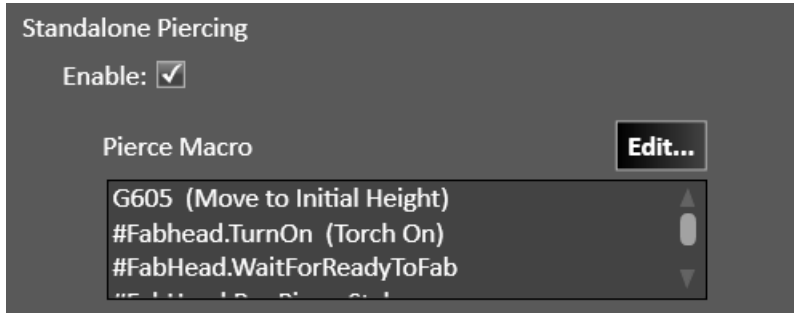 Standalone Piercing
Enable:
Pierce Macro
Edit...
G605 (Move to Initial Height)
#Fabhead.TurnOn (Torch On)
#FabHead.WaitForReadyToFab